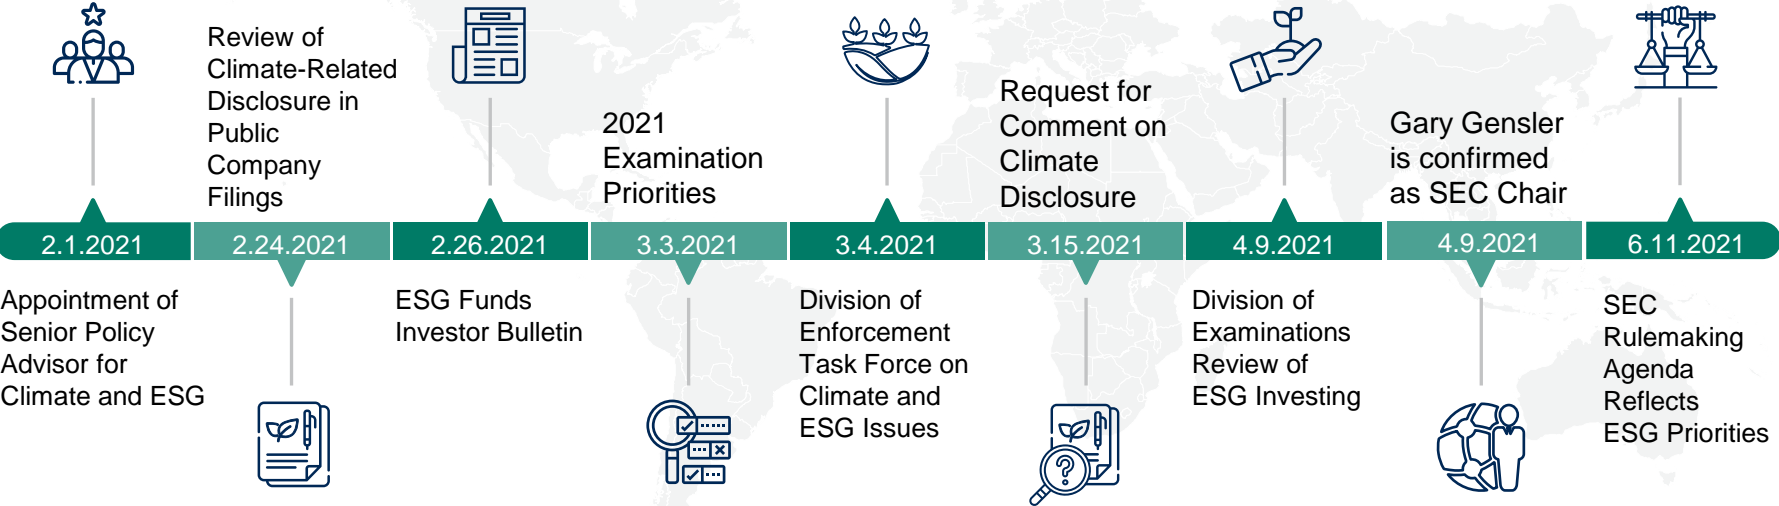 2.1.2021
Appointment of
Senior Policy
Advisor for
Climate and ESG
Review of
Climate-Related
Disclosure in
Public
Company
Filings
2.24.2021
2.26.2021
ESG Funds
Investor Bulletin
2021
Examination
Priorities
3.3.2021
3.4.2021
Division of
Enforcement
Task Force on
Climate and
ESG Issues
Request for
Comment on
Climate
Disclosure
3.15.2021
4.9.2021
Division of
Examinations
Review of
ESG Investing
Gary Gensler
is confirmed
as SEC Chair
4.9.2021
6.11.2021
SEC
Rulemaking
Agenda
Reflects
ESG Priorities